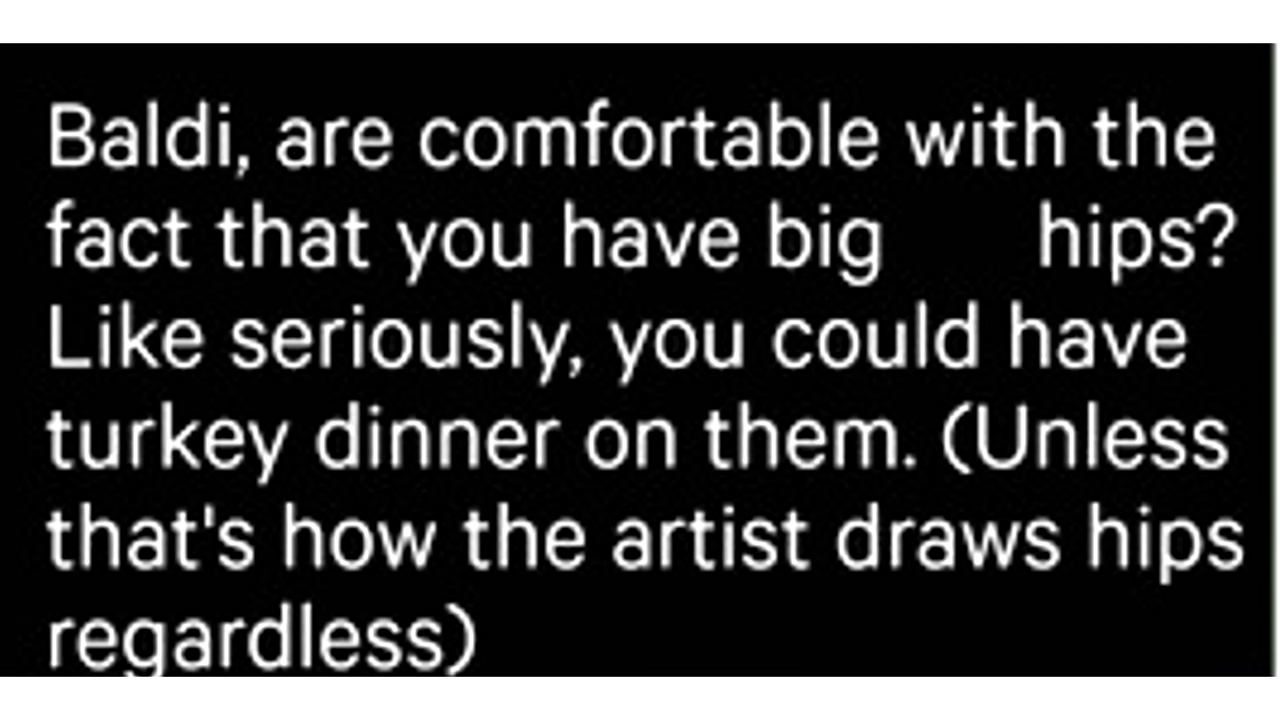 Baldi, are comfortable with the
fact that you have big hips?
Like seriously, you could have
turkey dinner on them. (Unless
that's how the artist draws hips
regardless)